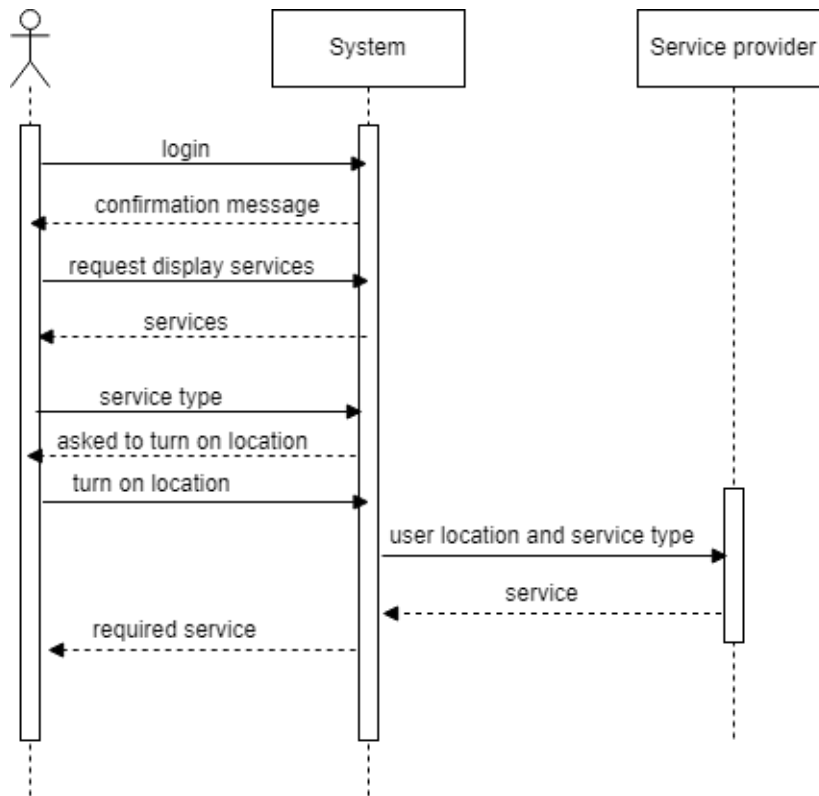 System
Service provider
login
confirmation message
request display services
services
service type
asked to turn on location
turn on location
user location and service type
service
required service